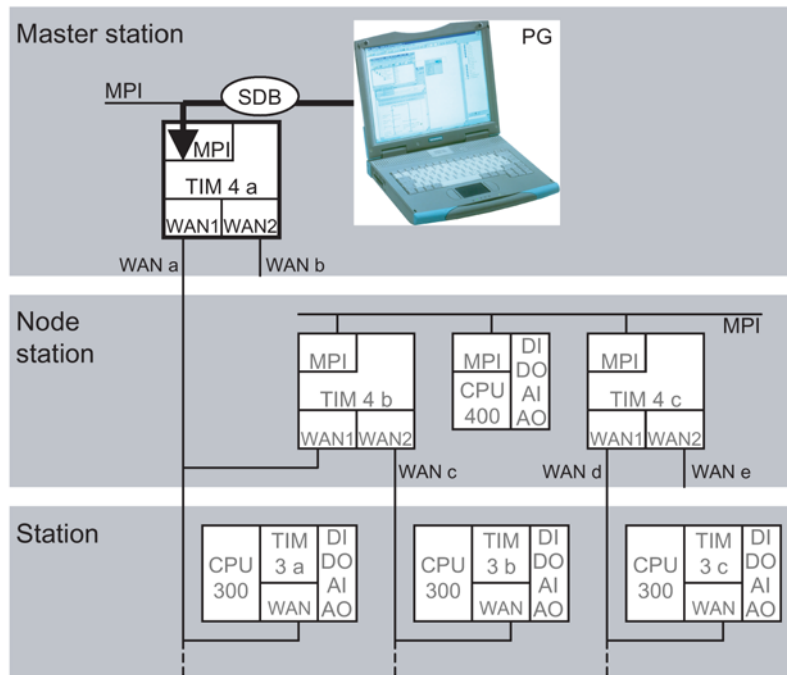 Master station
PG
MPI
SDB
MPI
TIM 4 a
WAN1 WAN2
WAN a
WAN b
Node
station
MPI
MPI
TIM 4 b
WAN1 WAN2
MPI
CPU
400
DI
DO
AI
AO
MPI
TIM 4 c
WAN1 WAN2
WAN c
WAN d
WAN e
Station
CPU
300
TIM
3 a
WAN
DI
DO
AI
AO
CPU
300
TIM
3 b
WAN
DI
DO
AI
AO
CPU
300
TIM
3 c
WAN
DI
DO
AI
AO